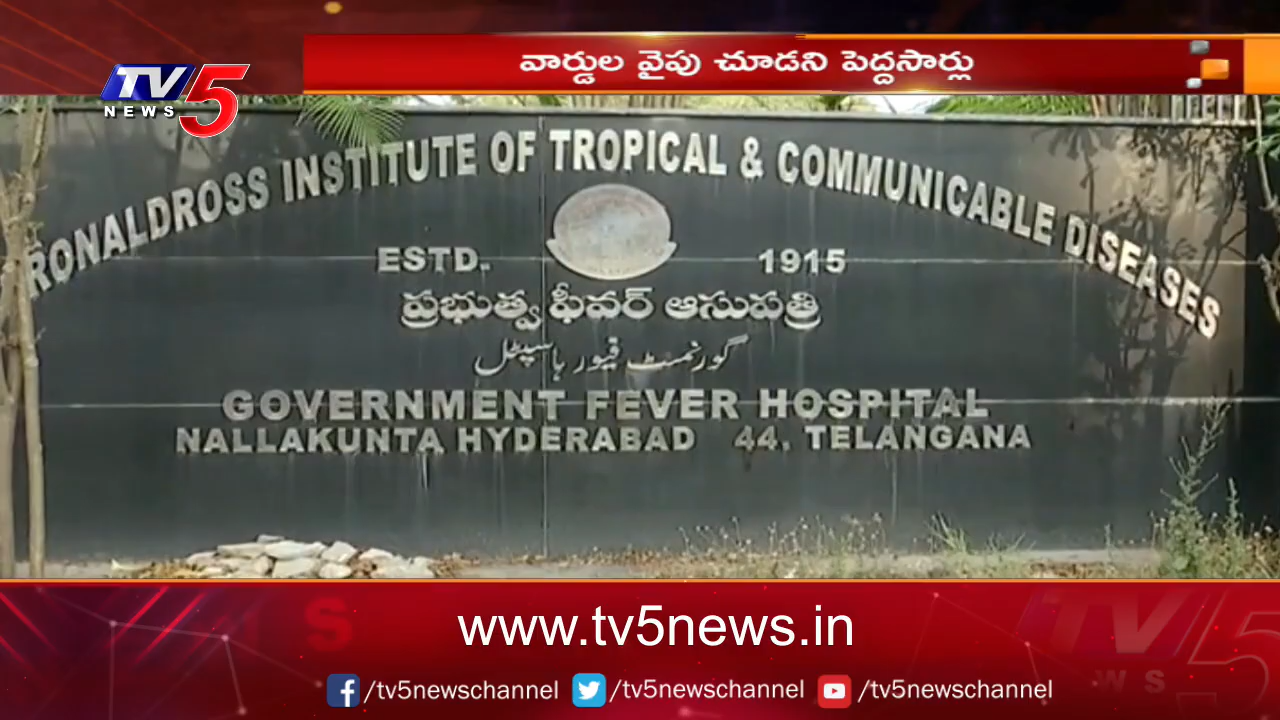 వార్డుల వైపు చూడని పెద్దసార్లు
TV5
NEWS
RONALDROSS INSTITUTE OF TROPICAL & COMMUNICABLE DISEASES
ESTD. 1915
ప్రభుత్వ ఫీవర్ ఆసుపత్రి
گورنمنٹ فیور ہاسپٹل
GOVERNMENT FEVER HOSPITAL
NALLAKUNTA HYDERABAD 44. TELANGANA
www.tv5news.in
/tv5newschannel /tv5newschannel /tv5newschannel